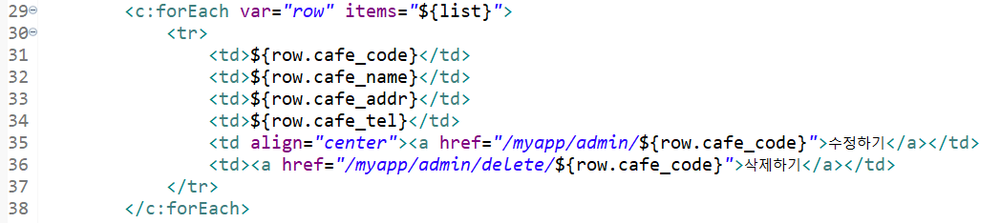 29 <c:forEach var="row" items="${list}">
30 <tr>
31 <td>${row.cafe_code}</td>
32 <td>${row.cafe_name}</td>
33 <td>${row.cafe_addr}</td>
34 <td>${row.cafe_tel}</td>
35 <td align="center"><a href="/myapp/admin/${row.cafe_code}">수정하기</a></td>
36 <td><a href="/myapp/admin/delete/${row.cafe_code}">삭제하기</a></td>
37 </tr>
38 </c:forEach>